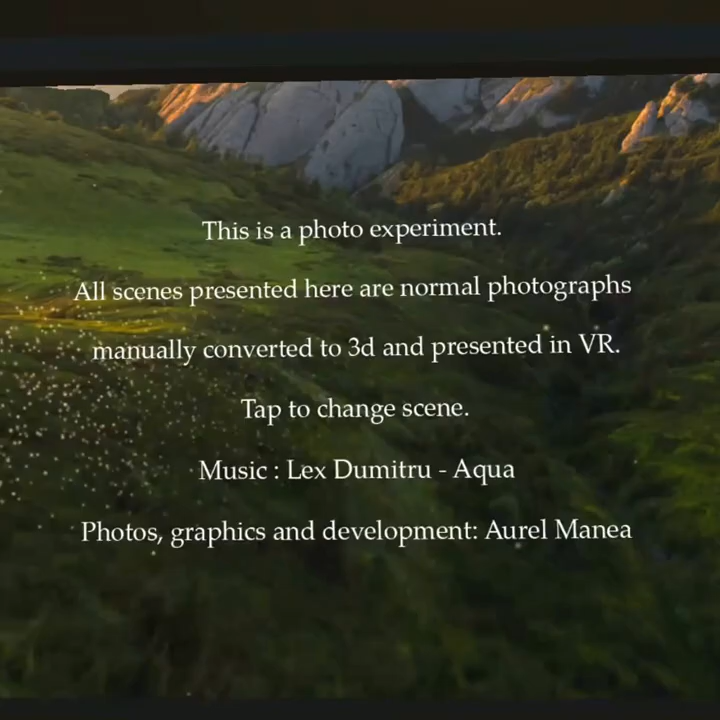 This is a photo experiment.
All scenes presented here are normal photographs
manually converted to 3d and presented in VR.
Tap to change scene.
Music : Lex Dumitru - Aqua
Photos, graphics and development: Aurel Manea